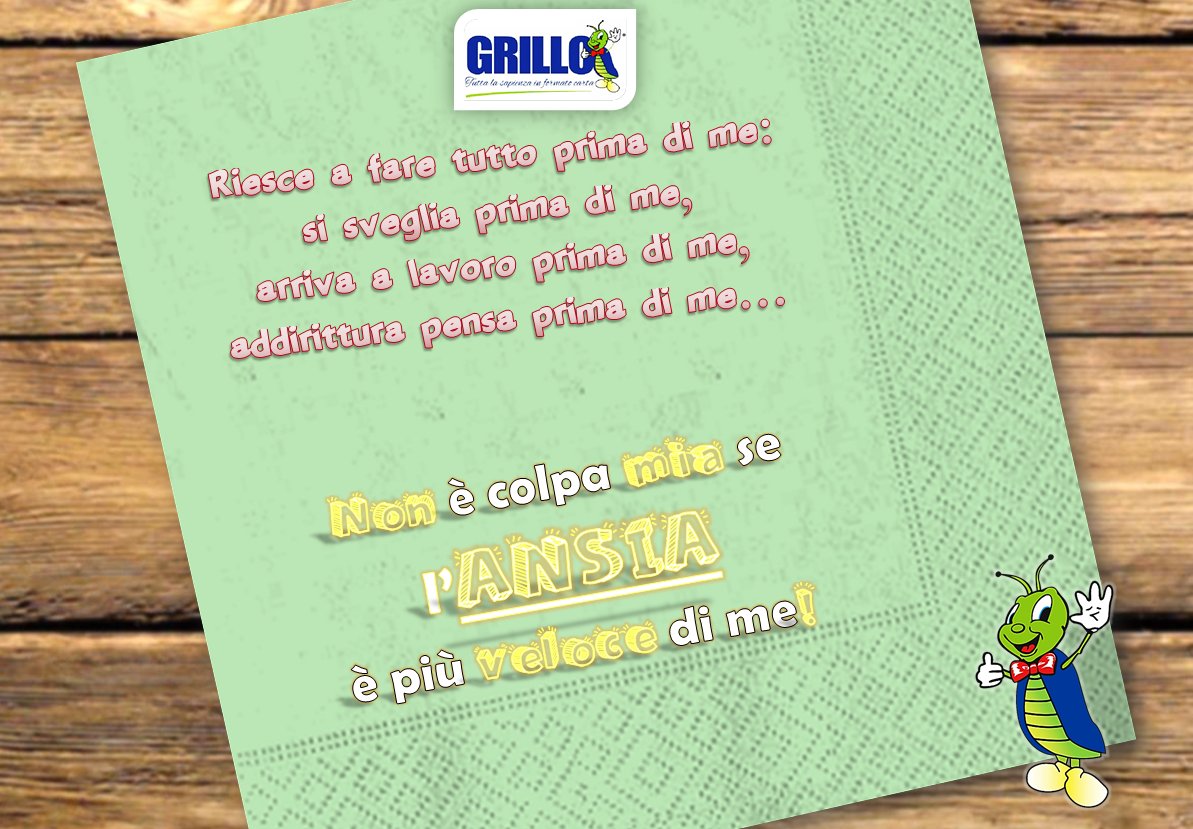 GRILLO
Tutta la sapienza in formato carta
Riesce a fare tutto prima di me:
si sveglia prima di me,
arriva a lavoro prima di me,
addirittura pensa prima di me...
Non è colpa mia se
l'ANSIA
è più veloce di me!